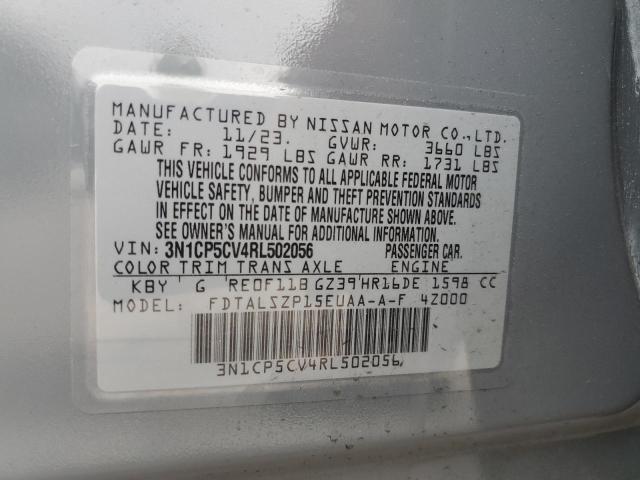 MANUFACTURED BY NISSAN MOTOR CO.,LTD.
DATE: 11/23. GVWR: 3660 LBS
GAWR FR: 1929 LBS GAWR RR: 1731 LBS
THIS VEHICLE CONFORMS TO ALL APPLICABLE FEDERAL MOTOR
VEHICLE SAFETY, BUMPER AND THEFT PREVENTION STANDARDS
IN EFFECT ON THE DATE OF MANUFACTURE SHOWN ABOVE.
SEE OWNER'S MANUAL FOR ADDITIONAL INFORMATION.
VIN: 3N1CP5CV4RL502056 PASSENGER CAR.
COLOR TRIM TRANS AXLE ENGINE
KBY G RE0F11B GZ39 HR16DE 1598 CC
MODEL: FDTALSZP15EUAA-A-F 4Z000
3N1CP5CV4RL502056